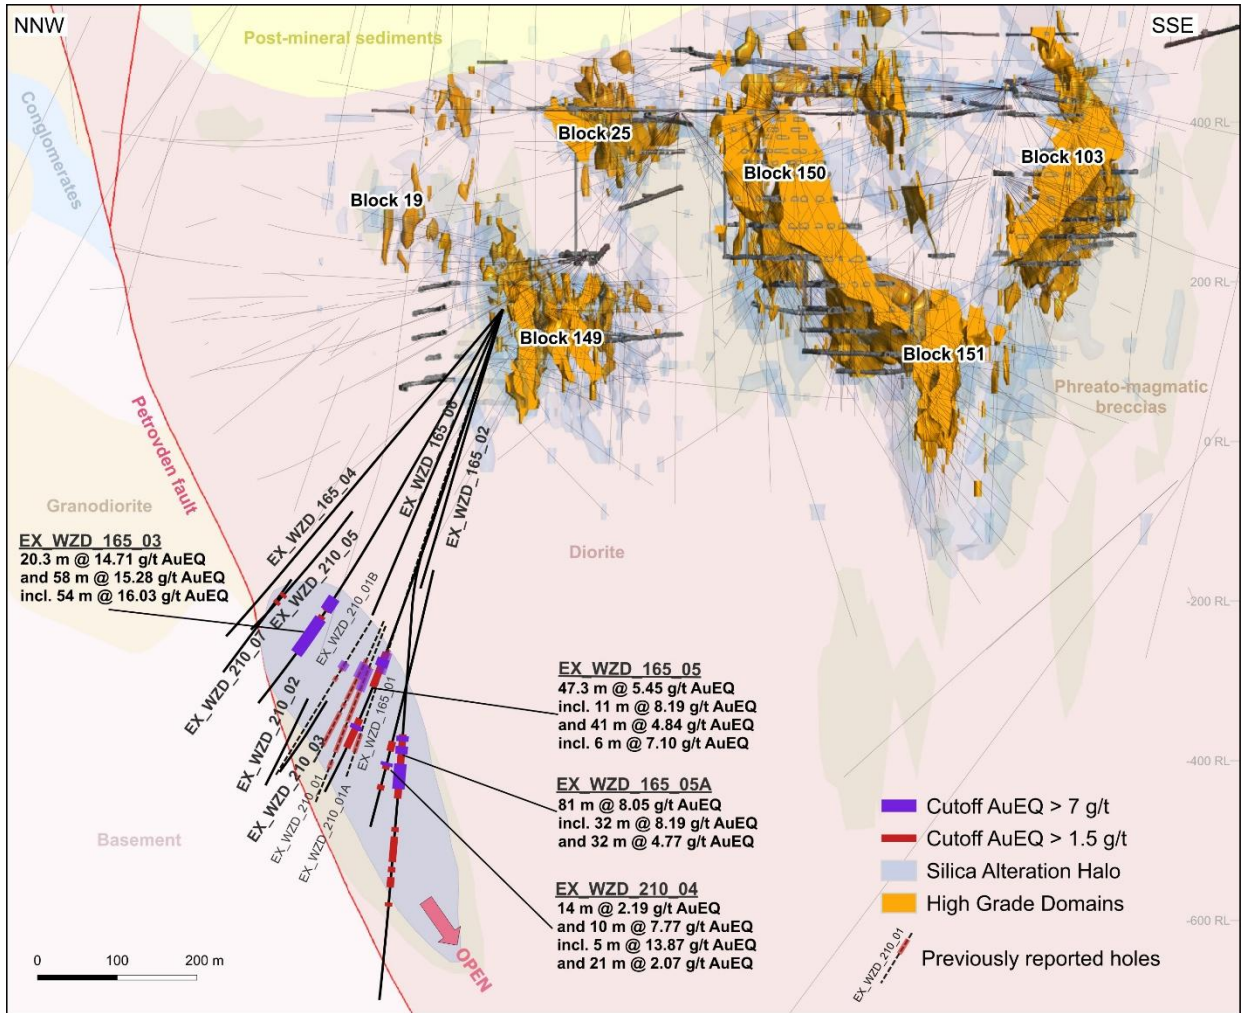 NNW
SSE
Post-mineral sediments
Conglomerates
Block 25
Block 150
Block 103
400 RL
Block 19
200 RL
Block 149
Block 151
Phreato-magmatic
breccias
Petrovden fault
0 RL
EX_WZD_165_04
EX_WZD_165_06
EX_WZD_165_02
Granodiorite
EX_WZD_165_03
20.3 m @ 14.71 g/t AuEQ
and 58 m @ 15.28 g/t AuEQ
incl. 54 m @ 16.03 g/t AuEQ
EX_WZD_210_05
Diorite
EX_WZD_210_01B
-200 RL
EX_WZD_210_07
EX_WZD_210_02
EX_WZD_165_01
EX_WZD_210_03
EX_WZD_210_01
EX_WZD_210_01A
EX_WZD_165_05
47.3 m @ 5.45 g/t AuEQ
incl. 11 m @ 8.19 g/t AuEQ
and 41 m @ 4.84 g/t AuEQ
incl. 6 m @ 7.10 g/t AuEQ
-400 RL
EX_WZD_165_05A
81 m @ 8.05 g/t AuEQ
incl. 32 m @ 8.19 g/t AuEQ
and 32 m @ 4.77 g/t AuEQ
Basement
EX_WZD_210_04
14 m @ 2.19 g/t AuEQ
and 10 m @ 7.77 g/t AuEQ
incl. 5 m @ 13.87 g/t AuEQ
and 21 m @ 2.07 g/t AuEQ
Cutoff AuEQ > 7 g/t
Cutoff AuEQ > 1.5 g/t
Silica Alteration Halo
High Grade Domains
-600 RL
EX_WZD_210_01
Previously reported holes
OPEN
0 100 200 m